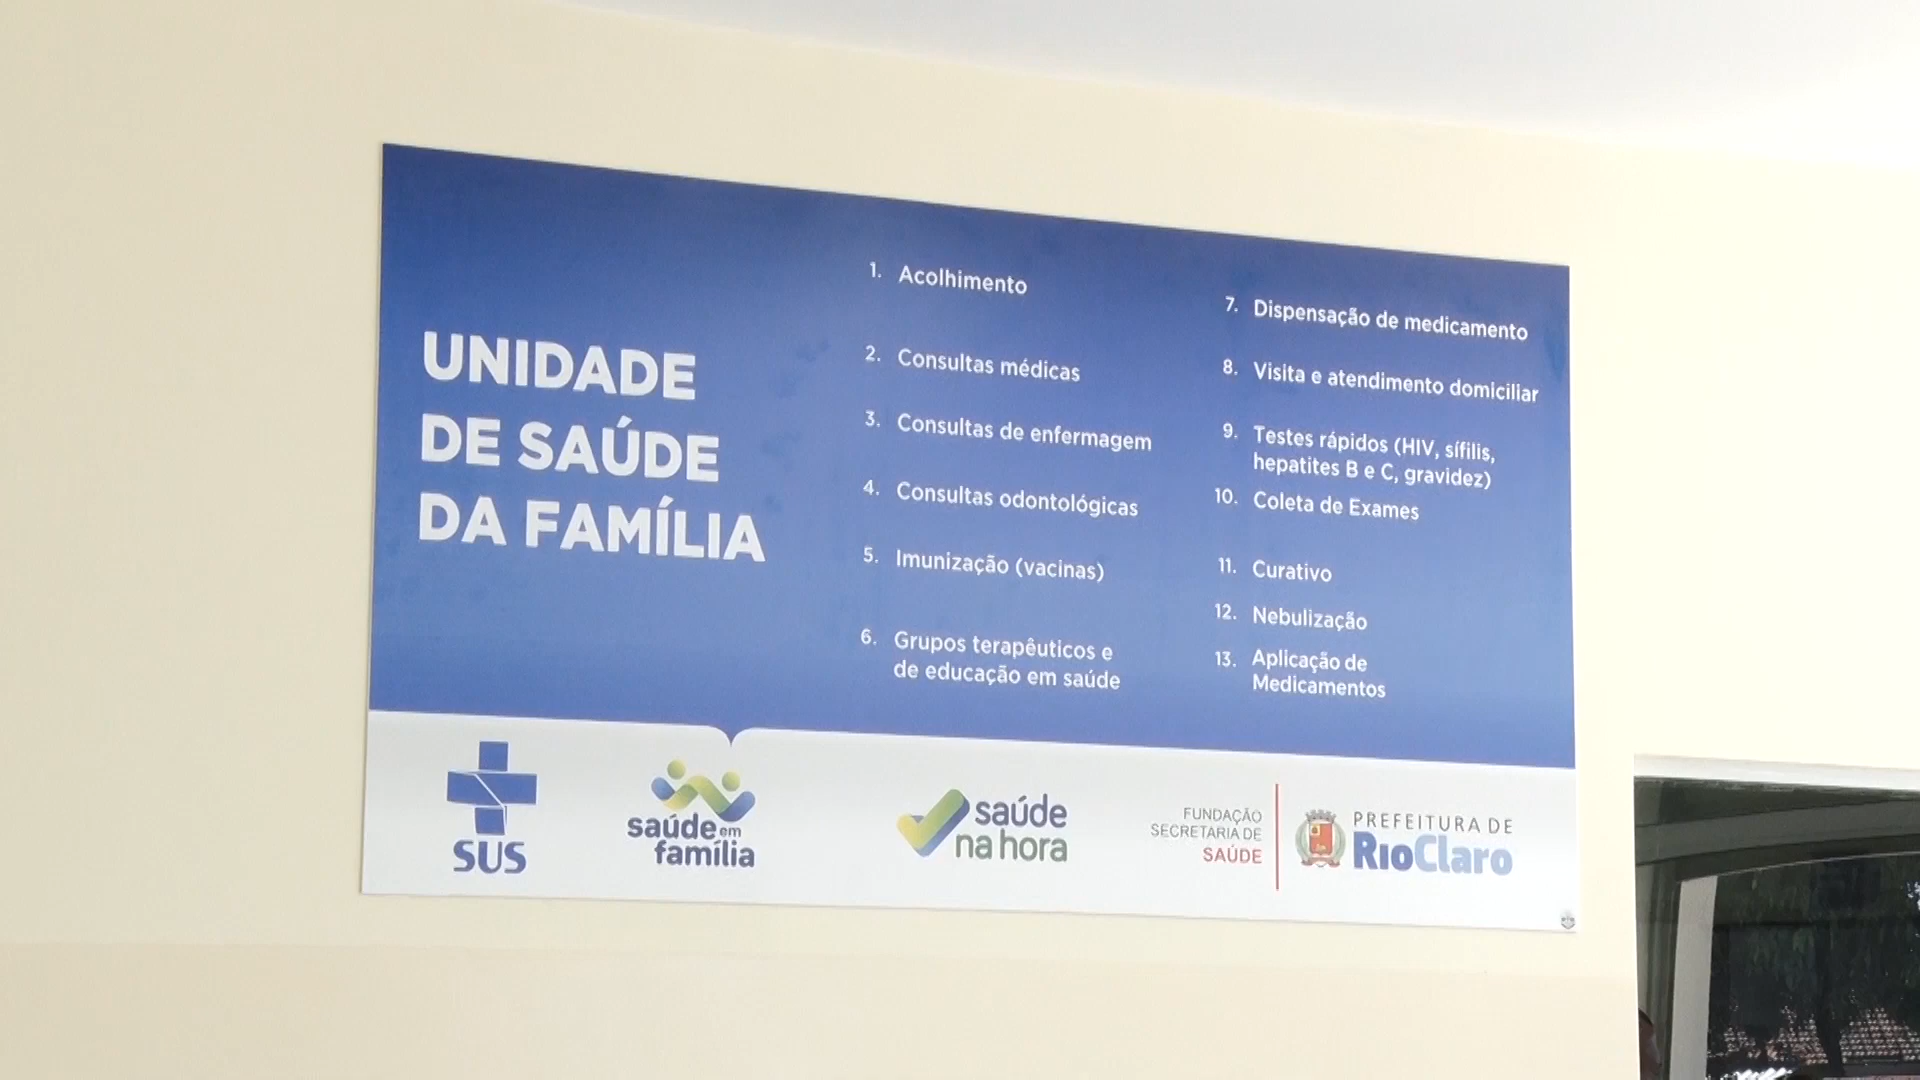 UNIDADE
DE SAÚDE
DA FAMÍLIA
1. Acolhimento
2. Consultas médicas
3. Consultas de enfermagem
4. Consultas odontológicas
5. Imunização (vacinas)
6. Grupos terapêuticos e
de educação em saúde
7. Dispensação de medicamento
8. Visita e atendimento domiciliar
9. Testes rápidos (HIV, sífilis,
hepatites B e C, gravidez)
10. Coleta de Exames
11. Curativo
12. Nebulização
13. Aplicação de
Medicamentos
SUS
saúde em
família
saúde
na hora
FUNDAÇÃO
SECRETARIA DE
SAÚDE
PREFEITURA DE
RioClaro